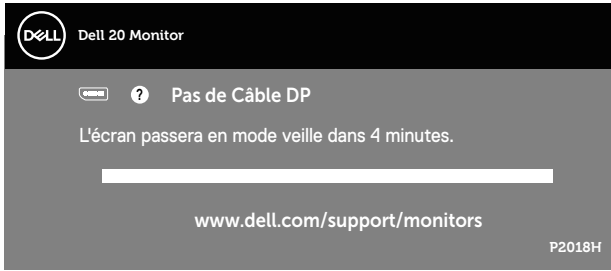 DELL
Dell 20 Monitor
? Pas de Câble DP
L'écran passera en mode veille dans 4 minutes.
www.dell.com/support/monitors
P2018H